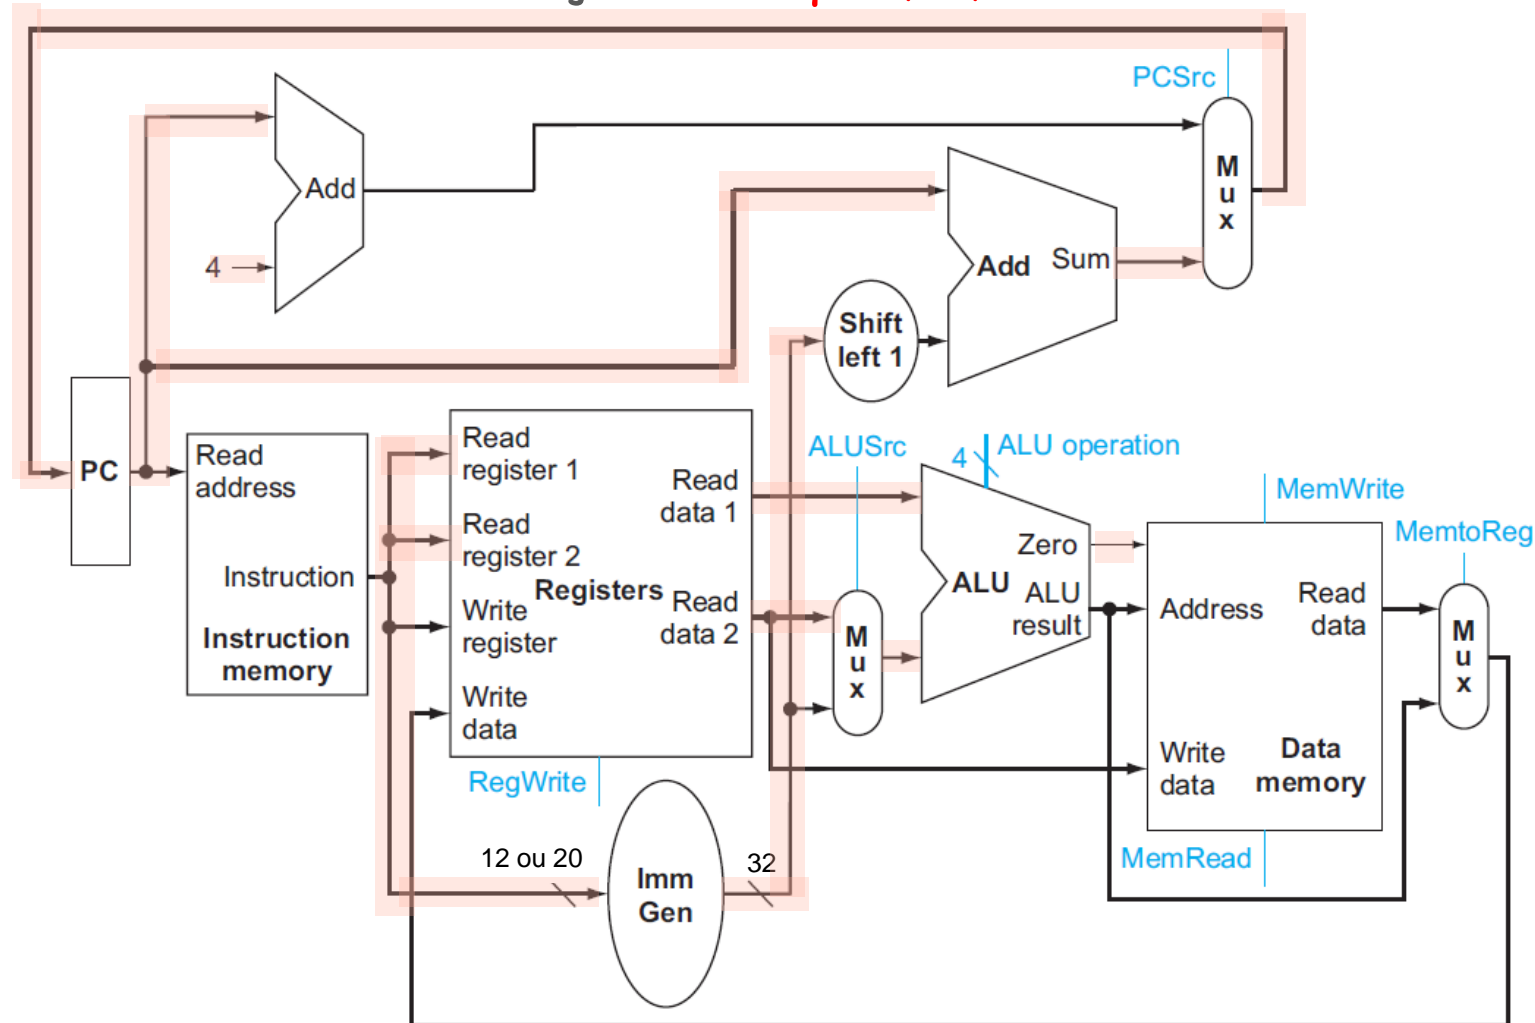 PCSrc
M
u
x
Add
4
Add Sum
Shift
left 1
PC
Read
address
Instruction
Instruction
memory
Read
register 1
Read
register 2
Registers
Write
register
Write
data
Read
data 1
Read
data 2
RegWrite
ALUSrc
M
u
x
4
ALU operation
Zero
ALU
ALU
result
MemWrite
MemtoReg
Address
Read
data
Write
data
Data
memory
MemRead
M
u
x
12 ou 20
Imm
Gen
32